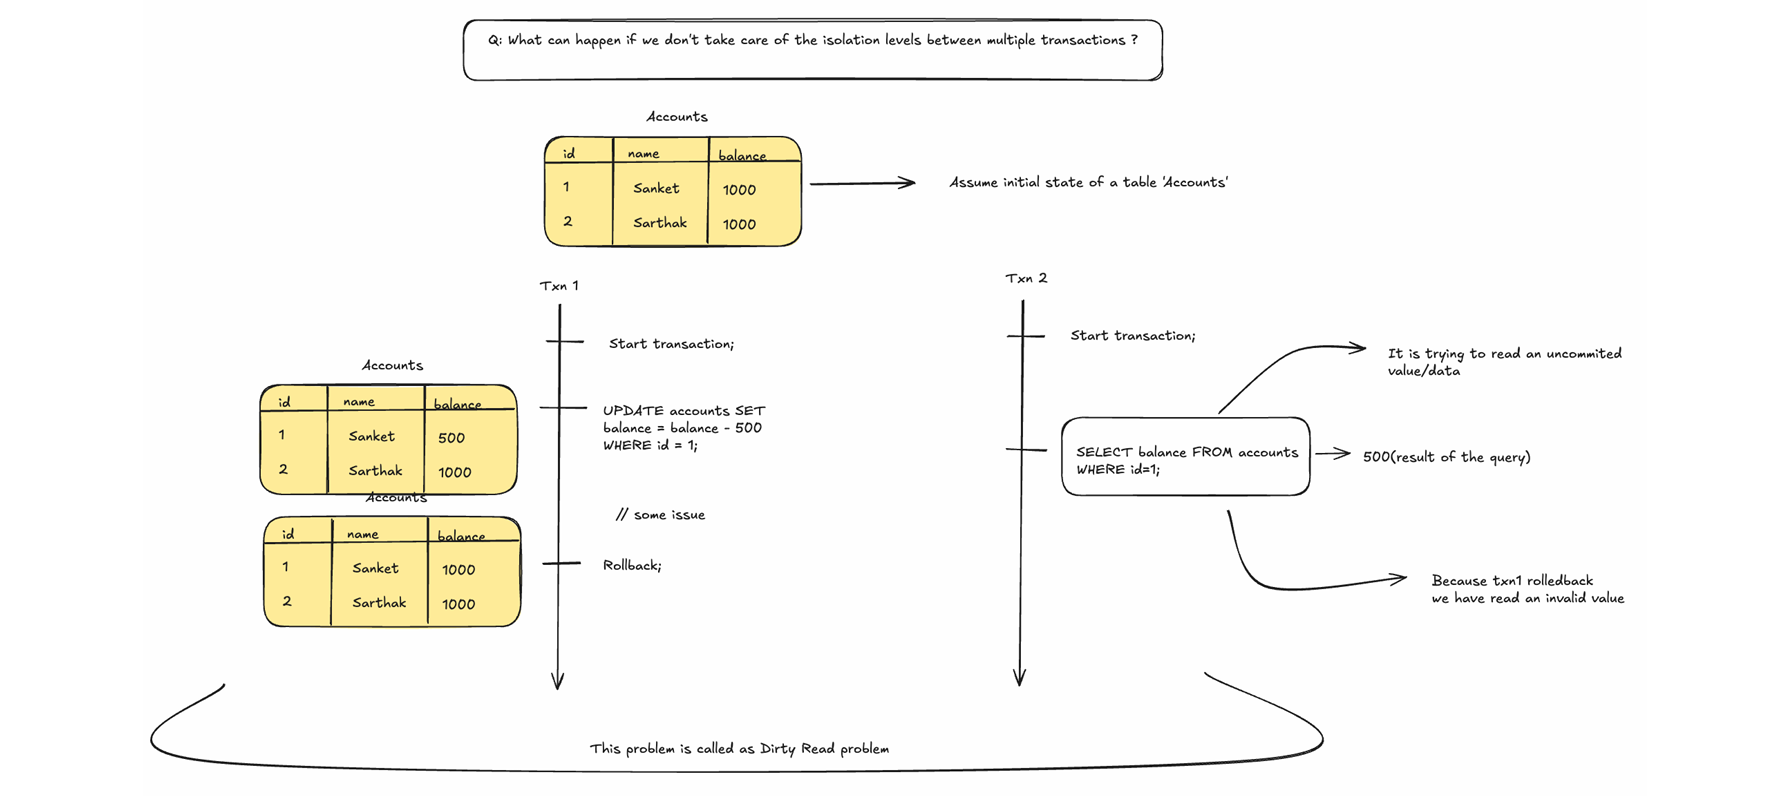 Q: What can happen if we don't take care of the isolation levels between multiple transactions ?
Accounts
id name balance
1 Sanket 1000
2 Sarthak 1000
Assume initial state of a table 'Accounts'
Txn 1
Start transaction;
Accounts
id name balance
1 Sanket 500
2 Sarthak 1000
UPDATE accounts SET
balance = balance - 500
WHERE id = 1;
// some issue
Accounts
id name balance
1 Sanket 1000
2 Sarthak 1000
Rollback;
Txn 2
Start transaction;
It is trying to read an uncommited
value/data
SELECT balance FROM accounts
WHERE id=1;
500(result of the query)
Because txn1 rolledback
we have read an invalid value
This problem is called as Dirty Read problem